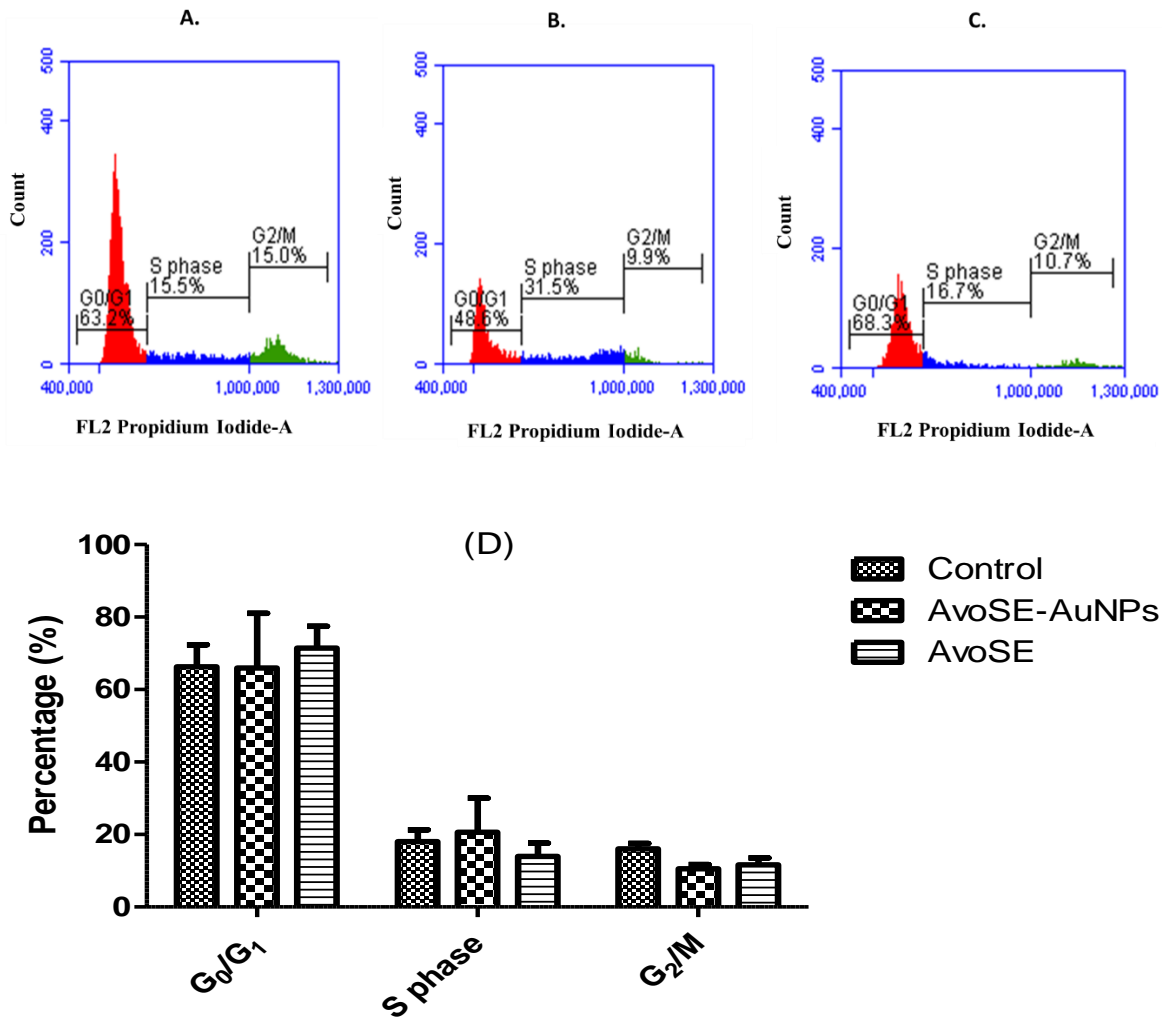 A.
B.
C.
500
400
200
0
Count
G0/G1
63.2%
S phase
15.5%
G2/M
15.0%
400,000
1,000,000
1,300,000
FL2 Propidium Iodide-A
500
400
200
0
Count
G0/G1
48.6%
S phase
31.5%
G2/M
9.9%
400,000
1,000,000
1,300,000
FL2 Propidium Iodide-A
500
400
200
0
Count
G0/G1
68.3%
S phase
16.7%
G2/M
10.7%
400,000
1,000,000
1,300,000
FL2 Propidium Iodide-A
(D)
100
80
60
40
20
0
Percentage (%)
G₀/G₁
S phase
G₂/M
Control
AvoSE-AuNPs
AvoSE